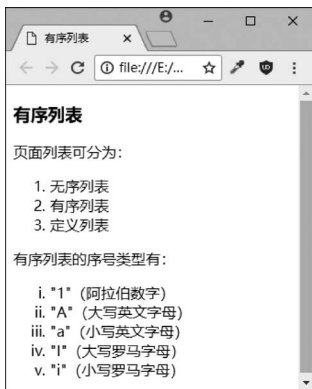 有序列表
file:///E:/...
有序列表
页面列表可分为：
1. 无序列表
2. 有序列表
3. 定义列表
有序列表的序号类型有：
i. "1"（阿拉伯数字）
ii. "A"（大写英文字母）
iii. "a"（小写英文字母）
iv. "I"（大写罗马字母）
v. "i"（小写罗马字母）